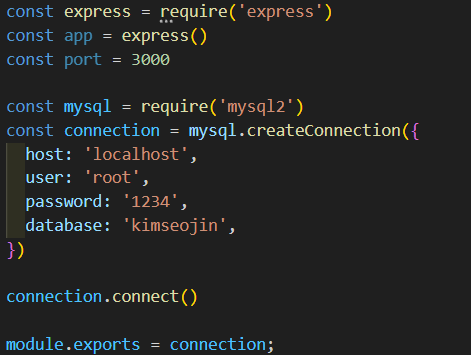 const express = require('express')
const app = express()
const port = 3000
const mysql = require('mysql2')
const connection = mysql.createConnection({
host: 'localhost',
user: 'root',
password: '1234',
database: 'kimseojin',
})
connection.connect()
module.exports = connection;